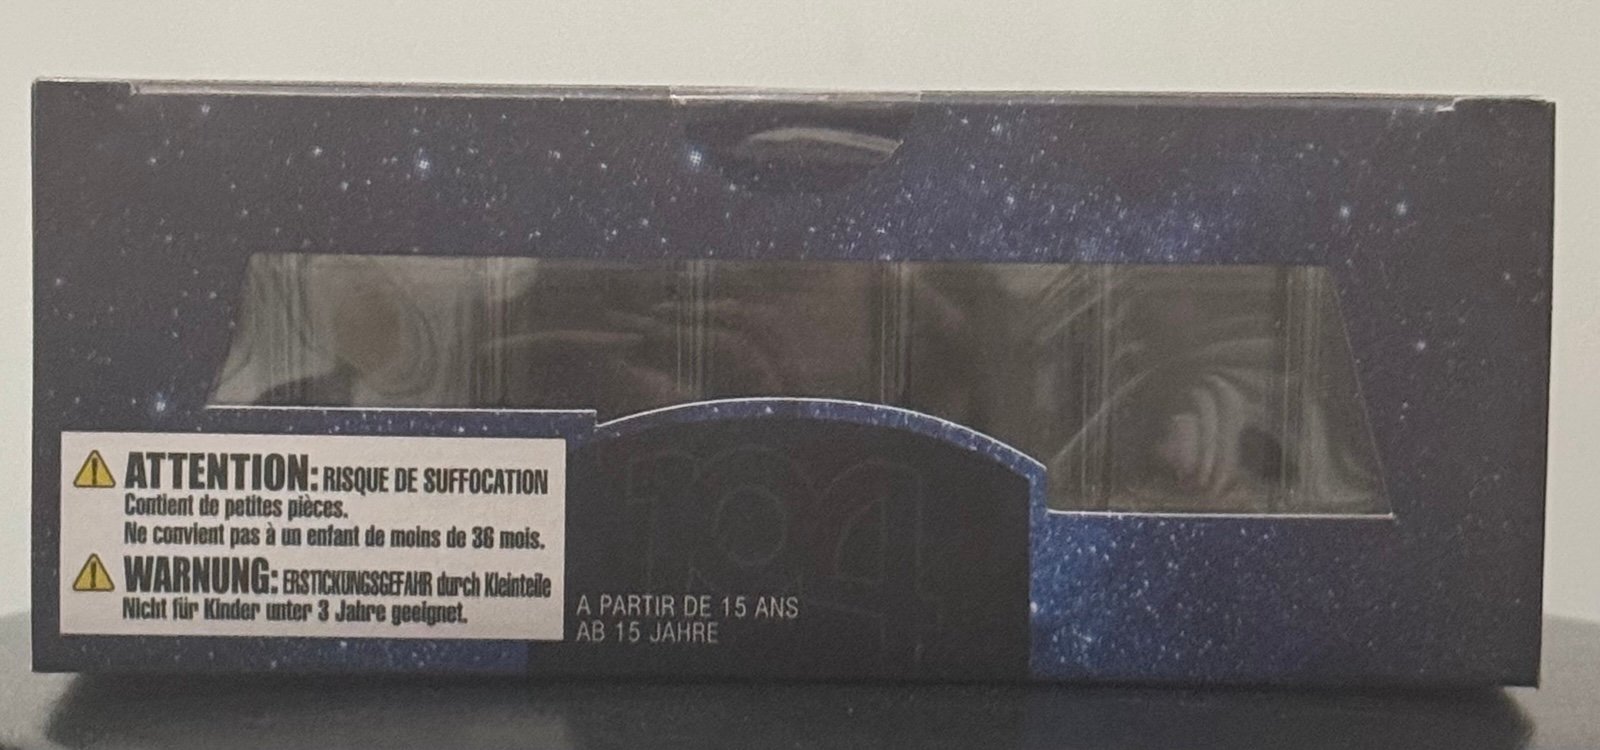 ATTENTION: RISQUE DE SUFFOCATION
Contient de petites pièces.
Ne convient pas à un enfant de moins de 36 mois.
WARNUNG: ERSTICKUNGSGEFAHR durch Kleinteile
Nicht für Kinder unter 3 Jahre geeignet.
A PARTIR DE 15 ANS
AB 15 JAHRE